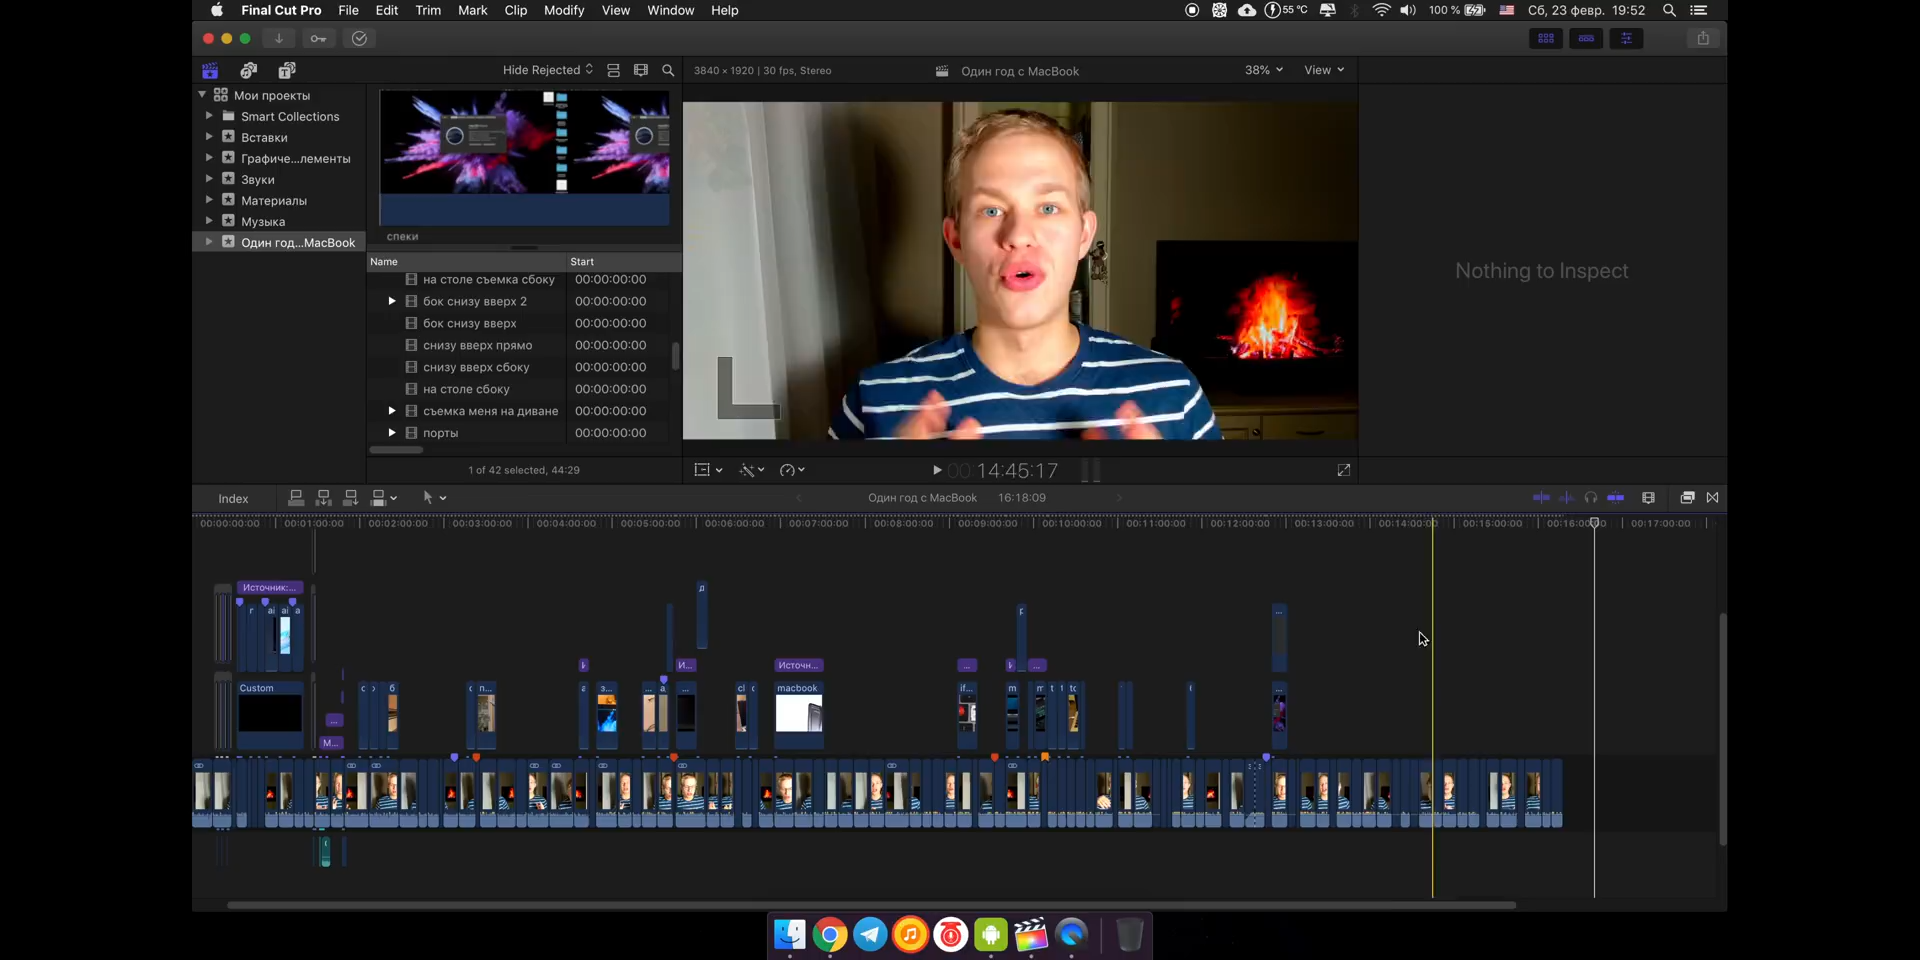 Final Cut Pro File Edit Trim Mark Clip Modify View Window Help 55 °C 100 % Сб, 23 февр. 19:52
Hide Rejected
3840 × 1920 | 30 fps, Stereo
Один год с MacBook
38%
View
Мои проекты
Smart Collections
Вставки
Графиче...лементы
Звуки
Материалы
Музыка
Один год...MacBook
спеки
Name Start
на столе съемка сбоку 00:00:00:00
бок снизу вверх 2 00:00:00:00
бок снизу вверх 00:00:00:00
снизу вверх прямо 00:00:00:00
снизу вверх сбоку 00:00:00:00
на столе сбоку 00:00:00:00
съемка меня на диване 00:00:00:00
порты 00:00:00:00
1 of 42 selected, 44:29
00:14:45:17
Nothing to Inspect
Index
Один год с MacBook 16:18:09
00:00:00:00 00:01:00:00 00:02:00:00 00:03:00:00 00:04:00:00 00:05:00:00 00:06:00:00 00:07:00:00 00:08:00:00 00:09:00:00 00:10:00:00 00:11:00:00 00:12:00:00 00:13:00:00 00:14:00:00 00:15:00:00 00:16:00:00 00:17:00:00
Источник:...
И... Источн...
Custom
macbook
if...
М...